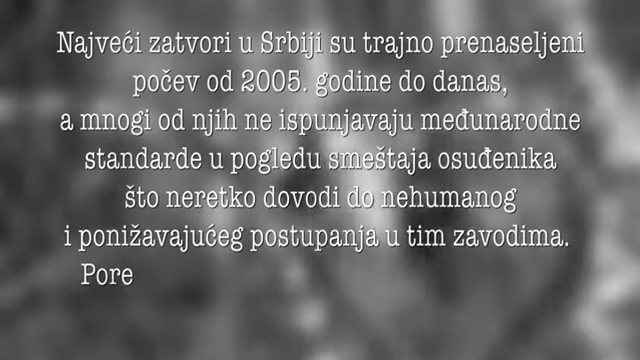 Najveći zatvori u Srbiji su trajno prenaseljeni
počev od 2005. godine do danas,
a mnogi od njih ne ispunjavaju međunarodne
standarde u pogledu smeštaja osuđenika
što neretko dovodi do nehumanog
i ponižavajućeg postupanja u tim zavodima.
Pore